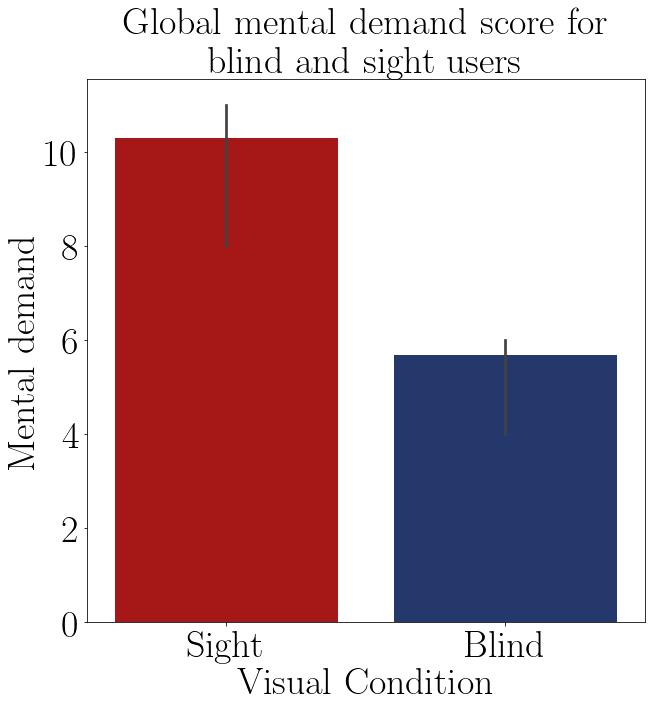 Global mental demand score for
blind and sight users
Mental demand
10
8
6
4
2
0
Sight
Blind
Visual Condition